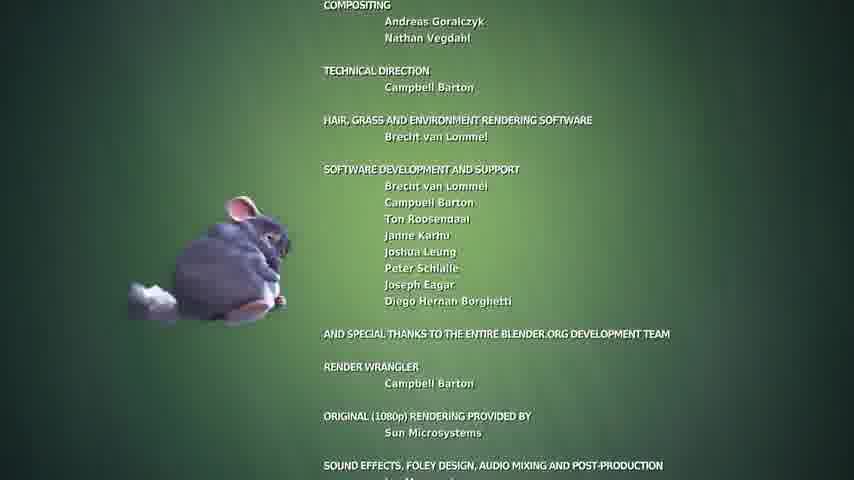 COMPOSITING
Andreas Goralczyk
Nathan Vegdahl
TECHNICAL DIRECTION
Campbell Barton
HAIR, GRASS AND ENVIRONMENT RENDERING SOFTWARE
Brecht van Lommel
SOFTWARE DEVELOPMENT AND SUPPORT
Brecht van Lommel
Campbell Barton
Ton Roosendaal
Janne Karhu
Joshua Leung
Peter Schlaile
Joseph Eagar
Diego Hernan Borghetti
AND SPECIAL THANKS TO THE ENTIRE BLENDER.ORG DEVELOPMENT TEAM
RENDER WRANGLER
Campbell Barton
ORIGINAL (1080p) RENDERING PROVIDED BY
Sun Microsystems
SOUND EFFECTS, FOLEY DESIGN, AUDIO MIXING AND POST-PRODUCTION